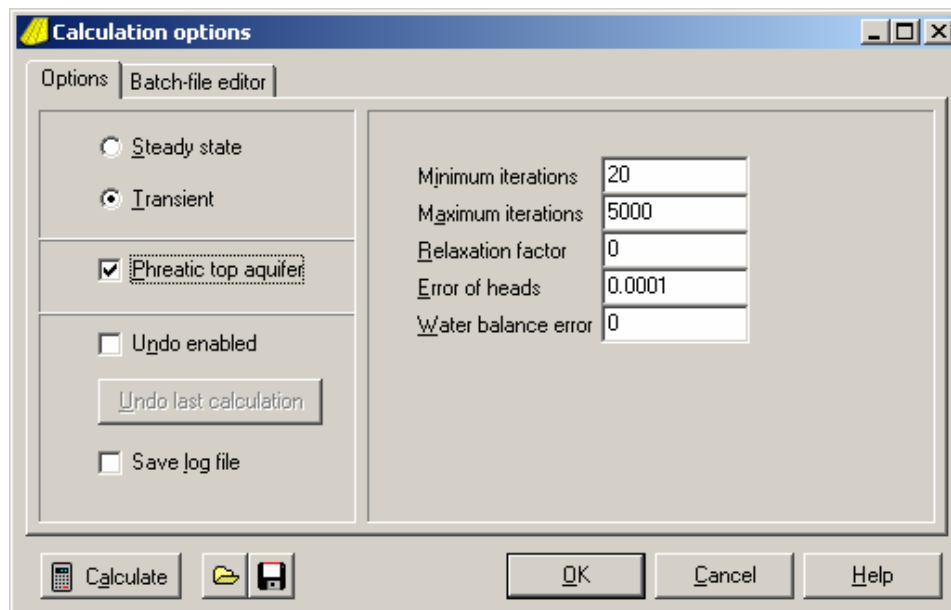 Calculation options
Options
Batch-file editor
Steady state
Transient
Phreatic top aquifer
Undo enabled
Undo last calculation
Save log file
Minimum iterations 20
Maximum iterations 5000
Relaxation factor 0
Error of heads 0.0001
Water balance error 0
Calculate
OK
Cancel
Help